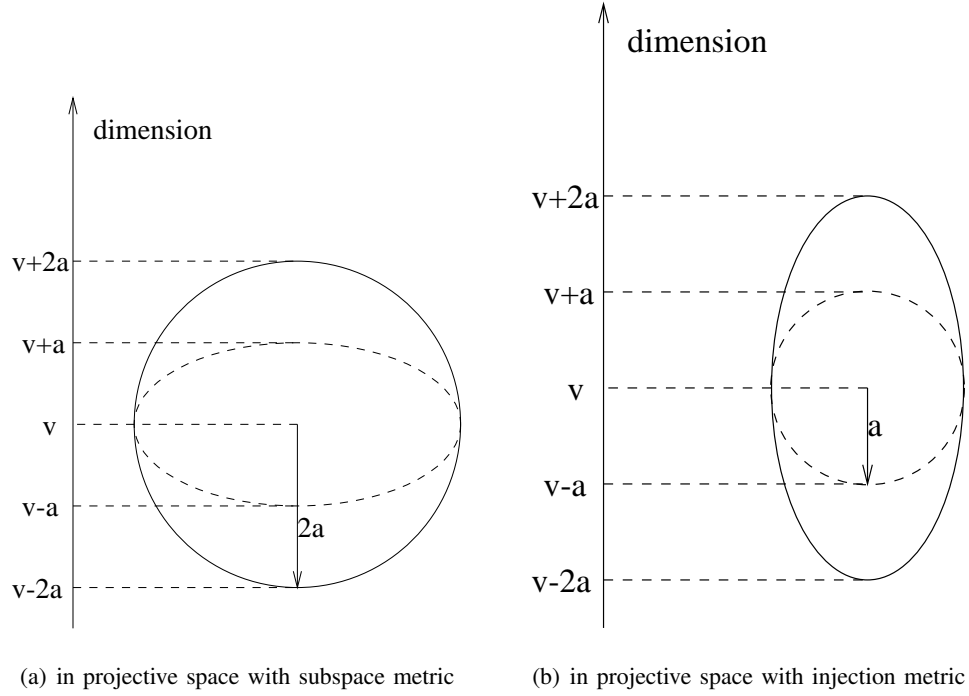 dimension
v+2a
v+a
v
v-a
2a
v-2a
(a) in projective space with subspace metric
dimension
v+2a
v+a
v
a
v-a
v-2a
(b) in projective space with injection metric